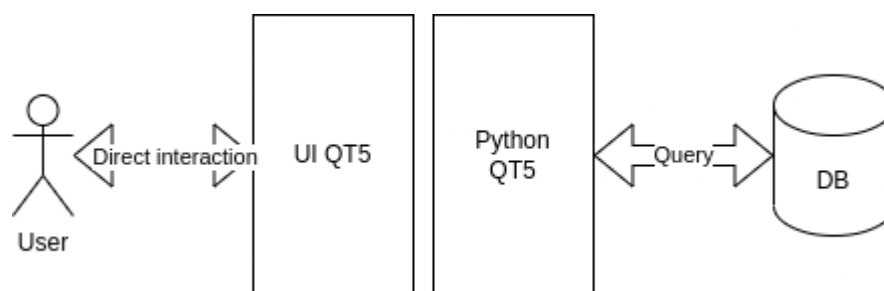 Direct interaction
UI QT5
Python
QT5
Query
DB
User